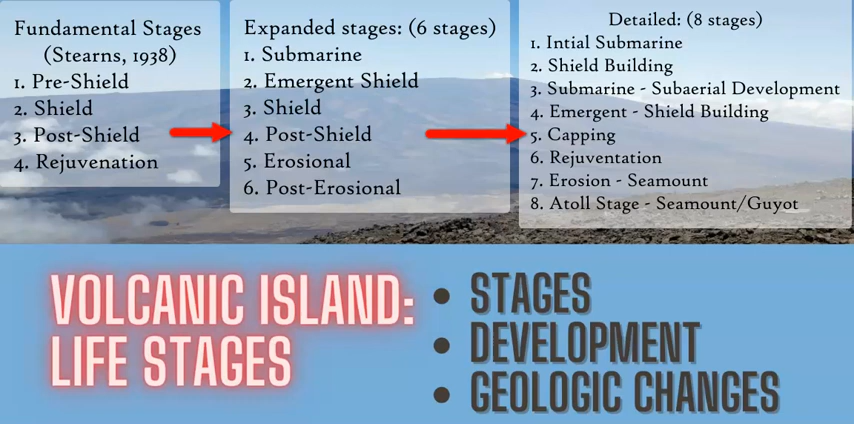 Fundamental Stages
(Stearns, 1938)
1. Pre-Shield
2. Shield
3. Post-Shield
4. Rejuvenation
Expanded stages: (6 stages)
1. Submarine
2. Emergent Shield
3. Shield
4. Post-Shield
5. Erosional
6. Post-Erosional
Detailed: (8 stages)
1. Intial Submarine
2. Shield Building
3. Submarine - Subaerial Development
4. Emergent - Shield Building
5. Capping
6. Rejuventation
7. Erosion - Seamount
8. Atoll Stage - Seamount/Guyot
VOLCANIC ISLAND:
LIFE STAGES
• STAGES
• DEVELOPMENT
• GEOLOGIC CHANGES